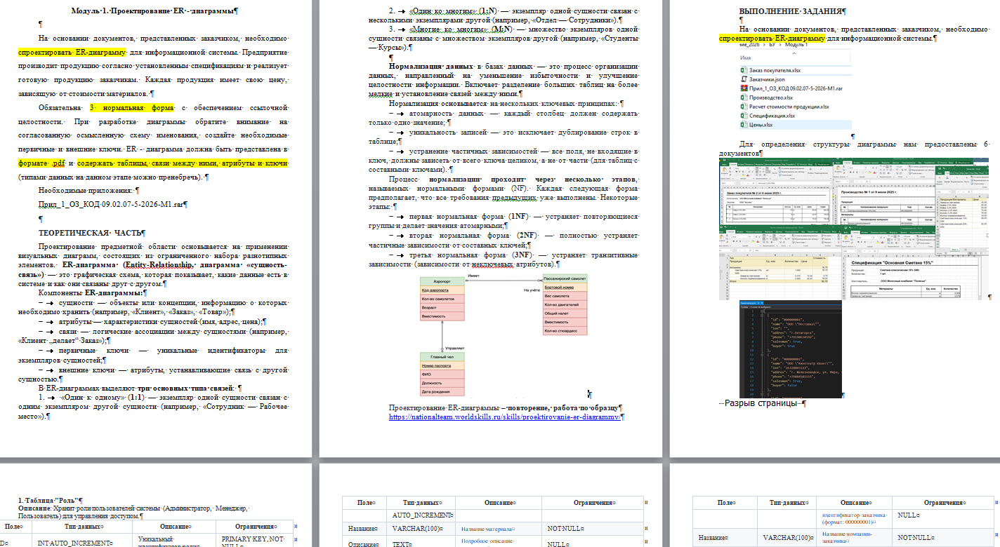 Модуль 1. Проектирование ER - диаграммы
На основании документов, представленных заказчиком, необходимо
спроектировать ER-диаграмму для информационной системы. Предприятие
производит продукцию согласно установленным спецификациям и реализует
готовую продукцию заказчикам. Каждая продукция имеет свою цену,
зависящую от стоимости материалов.
Обязательна 3 нормальная форма с обеспечением ссылочной
целостности. При разработке диаграммы обратите внимание на
согласованную осмысленную схему именования, создайте необходимые
первичные и внешние ключи. ER - диаграмма должна быть представлена в
формате .pdf и содержать таблицы, связи между ними, атрибуты и ключи
(типами данных на данном этапе можно пренебречь).
Необходимые приложения:
Прил_1_ОЗ_КОД 09.02.07-5-2026-М1.rar
ТЕОРЕТИЧЕСКАЯ ЧАСТЬ
Проектирование предметной области основывается на применении
визуальных диаграмм, состоящих из ограниченного набора разнотипных
элементов. ER-диаграмма (Entity-Relationship, диаграмма «сущность-
связь») — это графическая схема, которая показывает, какие данные есть в
системе и как они связаны друг с другом.
Компоненты ER-диаграммы:
– сущности — объекты или концепции, информацию о которых
необходимо хранить (например, «Клиент», «Заказ», «Товар»);
– атрибуты — характеристики сущностей (имя, адрес, цена);
– связи — логические ассоциации между сущностями (например,
«Клиент „делает“ Заказ»);
– первичные ключи — уникальные идентификаторы для
экземпляров сущностей;
– внешние ключи — атрибуты, устанавливающие связь с другой
сущностью.
В ER-диаграммах выделяют три основных типа связей:
1. «Один к одному» (1:1) — экземпляр одной сущности связан с
одним экземпляром другой сущности (например, «Сотрудник — Рабочее
место»).
2. «Один ко многим» (1:N) — экземпляр одной сущности связан с
несколькими экземплярами другой (например, «Отдел — Сотрудники»).
3. «Многие ко многим» (M:N) — множество экземпляров одной
сущности связаны с множеством экземпляров другой (например, «Студенты
— Курсы»).
Нормализация данных в базах данных — это процесс организации
данных, направленный на уменьшение избыточности и улучшение
целостности информации. Включает разделение больших таблиц на более
мелкие и установление связей между ними.
Нормализация основывается на нескольких ключевых принципах:
– атомарность данных — каждый столбец должен содержать
только одно значение;
– уникальность записей — это исключает дублирование строк в
таблице;
– устранение частичных зависимостей — все поля, не входящие в
ключ, должны зависеть от всего ключа целиком, а не от части (для таблиц с
составными ключами).
Процесс нормализации проходит через несколько этапов,
называемых нормальными формами (NF). Каждая следующая форма
предполагает, что все требования предыдущих уже выполнены. Некоторые
этапы:
– первая нормальная форма (1NF) — устраняет повторяющиеся
группы и делает значения атомарными;
– вторая нормальная форма (2NF) — полностью устраняет
частичные зависимости от составных ключей;
– третья нормальная форма (3NF) — устраняет транзитивные
зависимости (зависимости от неключевых атрибутов).
Аэропорт
Код аэропорта
Кол-во самолетов
Возраст
Вместимость
Имеет
На учёте
Пассажирский самолет
Бортовой номер
Вес самолета
Кол-во двигателей
Общий налет
Вместимость
Кол-во стюардесс
Управляет
Главный чел
Номер паспорта
ФИО
Должность
Дата рождения
Проектирование ER-диаграммы – повторение, работа по образцу
https://nationalteam.worldskills.ru/skills/proektirovanie-er-diagrammy/
ВЫПОЛНЕНИЕ ЗАДАНИЯ
На основании документов, представленных заказчиком, необходимо
спроектировать ER-диаграмму для информационной системы.
ние_2026 › БУ › Модуль 1
Имя
Заказ покупателя.xlsx
Заказчики.json
Прил_1_ОЗ_КОД 09.02.07-5-2026-М1.rar
Производство.xlsx
Расчет стоимости продукции.xlsx
Спецификация.xlsx
Цены.xlsx
Для определения структуры диаграммы нам предоставлены 6
документов
Заказ покупателя № 2 от 6 июня 2025 г.
Производство № 1 от 9 июня 2025 г.
Спецификация "Основная Сметана 15%"
Разрыв страницы
1. Таблица "Роль"
Описание: Хранит роли пользователей системы (Администратор, Менеджер,
Пользователь) для управления доступом.
Поле Тип данных Описание Ограничения
D INT AUTO_INCREMENT Уникальный PRIMARY KEY, NOT
Поле Тип данных Описание Ограничения
AUTO_INCREMENT
Название VARCHAR(100) Название материала NOT NULL
Описание TEXT Подробное описание NULL
Поле Тип данных Описание Ограничения
идентификатор заказчика NULL
(формат: 000000001)
Название VARCHAR(100) Название компании- NOT NULL
заказчика